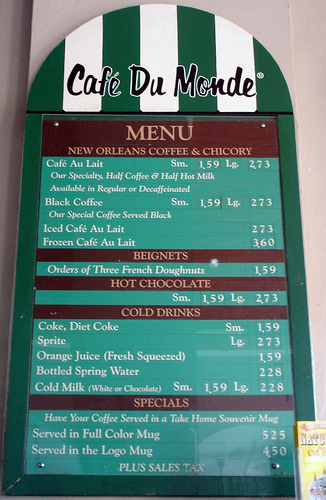 Café Du Monde®
MENU
NEW ORLEANS COFFEE & CHICORY
Café Au Lait Sm. 1,59 Lg. 2,73
Our Specialty, Half Coffee & Half Hot Milk
Available in Regular or Decaffeinated
Black Coffee Sm. 1,59 Lg. 2 73
Our Special Coffee Served Black
Iced Café Au Lait 2 73
Frozen Café Au Lait 3,60
BEIGNETS
Orders of Three French Doughnuts 1,59
HOT CHOCOLATE
Sm. 1,59 Lg. 2,73
COLD DRINKS
Coke, Diet Coke Sm. 1,59
Sprite Lg. 2 73
Orange Juice (Fresh Squeezed) 1,59
Bottled Spring Water 2 28
Cold Milk (White or Chocolate) Sm. 1,59 Lg. 2 28
SPECIALS
Have Your Coffee Served in a Take Home Souvenir Mug
Served in Full Color Mug 5 25
Served in the Logo Mug 4,50
PLUS SALES TAX